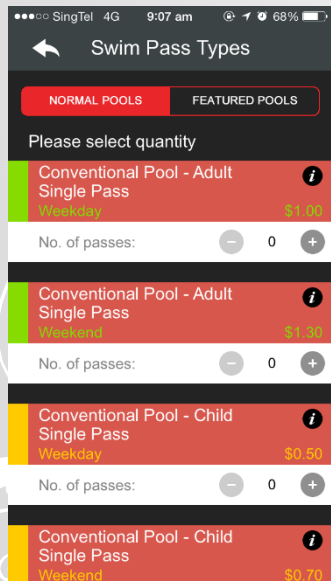 SingTel 4G 9:07 am 68%
Swim Pass Types
NORMAL POOLS FEATURED POOLS
Please select quantity
Conventional Pool - Adult
Single Pass
Weekday $1.00
No. of passes: − 0 +
Conventional Pool - Adult
Single Pass
Weekend $1.30
No. of passes: − 0 +
Conventional Pool - Child
Single Pass
Weekday $0.50
No. of passes: − 0 +
Conventional Pool - Child
Single Pass
Weekend $0.70